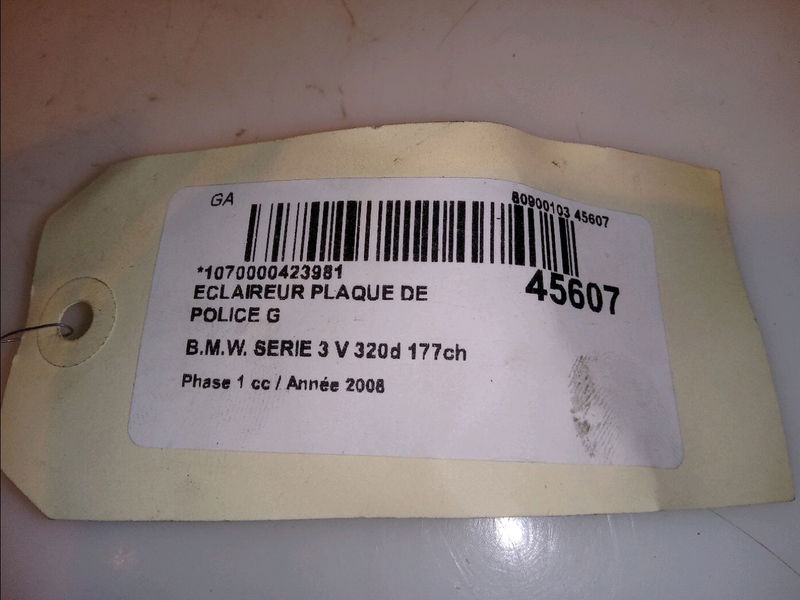 GA
80900103 45607
*1070000423981
45607
ECLAIREUR PLAQUE DE
POLICE G
B.M.W. SERIE 3 V 320d 177ch
Phase 1 cc / Année 2008